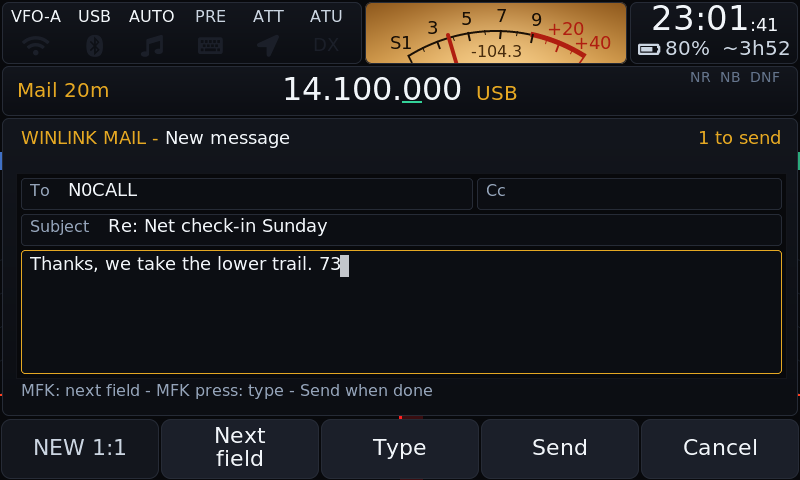 VFO-A USB AUTO PRE ATT ATU
DX
S1 3 5 7 9 +20 +40
-104.3
23:01:41
80% ~3h52
Mail 20m 14.100.000 USB NR NB DNF
WINLINK MAIL - New message 1 to send
To N0CALL Cc
Subject Re: Net check-in Sunday
Thanks, we take the lower trail. 73
MFK: next field - MFK press: type - Send when done
NEW 1:1 Next field Type Send Cancel